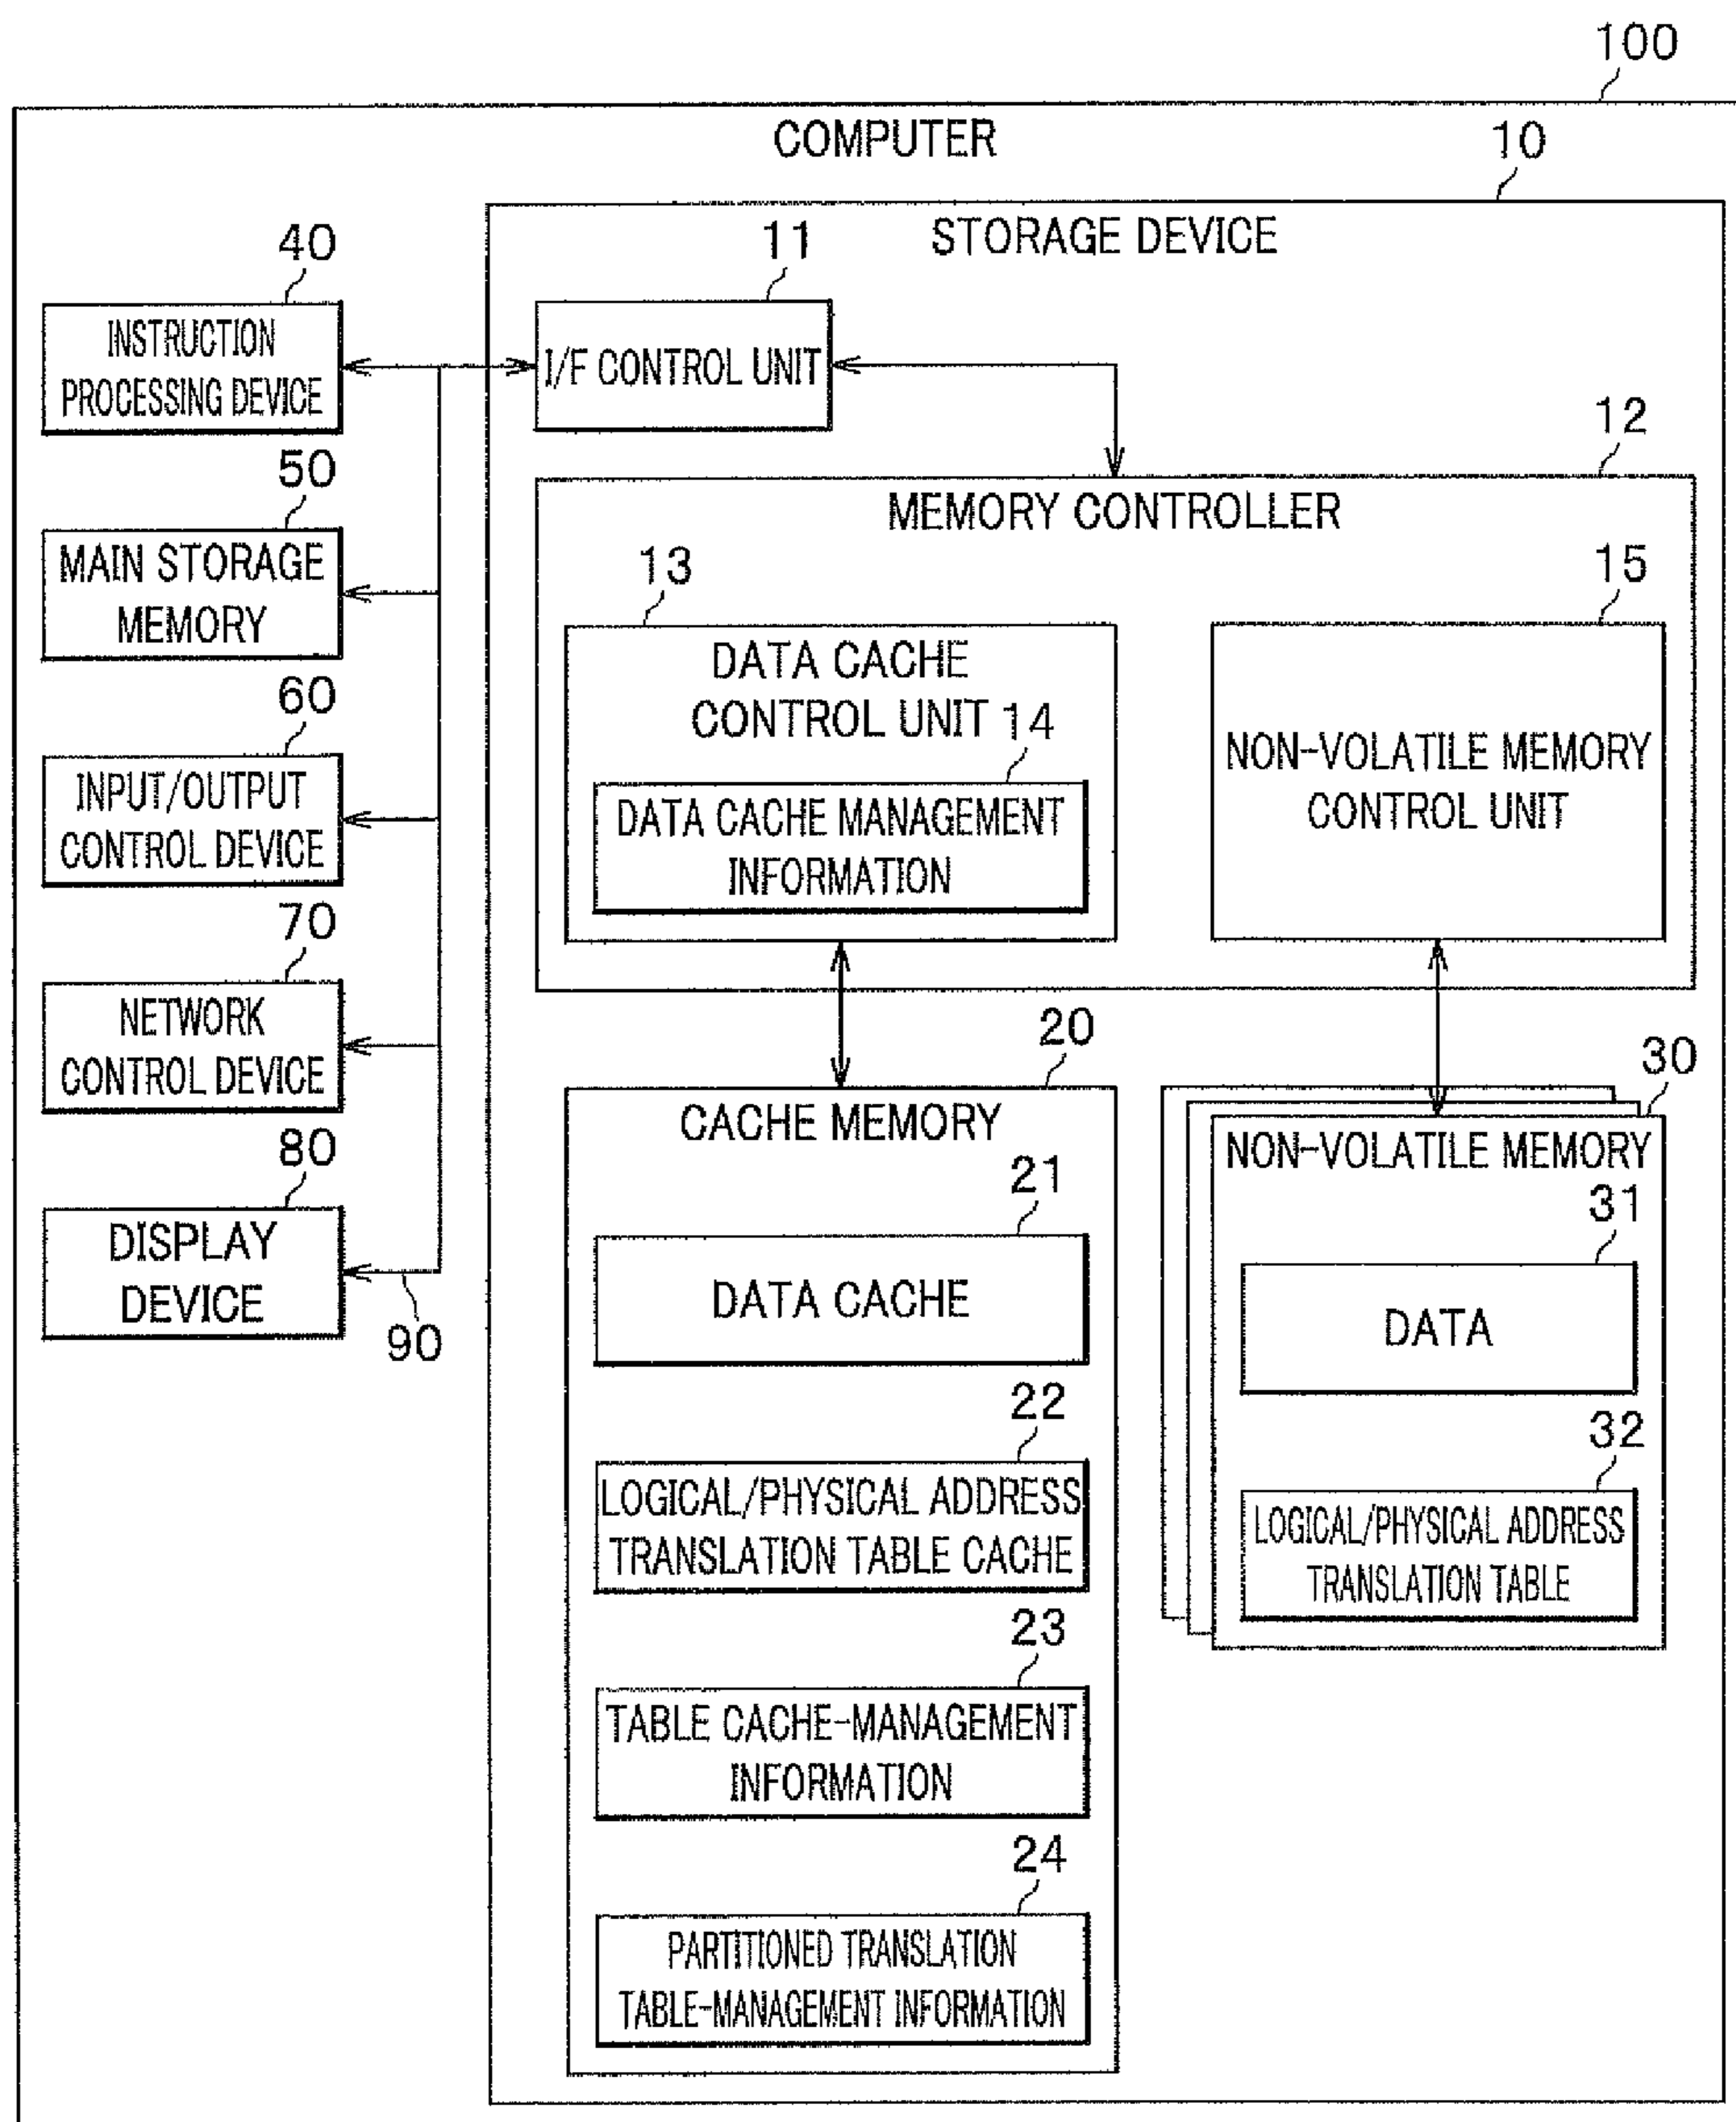 100
COMPUTER
10
STORAGE DEVICE
40
INSTRUCTION
PROCESSING DEVICE
11
I/F CONTROL UNIT
12
MEMORY CONTROLLER
50
MAIN STORAGE
MEMORY
13
DATA CACHE
CONTROL UNIT
14
DATA CACHE MANAGEMENT
INFORMATION
15
NON-VOLATILE MEMORY
CONTROL UNIT
60
INPUT/OUTPUT
CONTROL DEVICE
70
NETWORK
CONTROL DEVICE
80
DISPLAY
DEVICE
90
20
CACHE MEMORY
21
DATA CACHE
22
LOGICAL/PHYSICAL ADDRESS
TRANSLATION TABLE CACHE
23
TABLE CACHE-MANAGEMENT
INFORMATION
24
PARTITIONED TRANSLATION
TABLE-MANAGEMENT INFORMATION
30
NON-VOLATILE MEMORY
31
DATA
32
LOGICAL/PHYSICAL ADDRESS
TRANSLATION TABLE